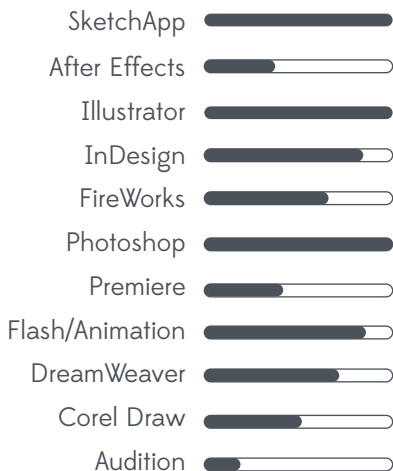 SketchApp
After Effects
Illustrator
InDesign
FireWorks
Photoshop
Premiere
Flash/Animation
DreamWeaver
Corel Draw
Audition